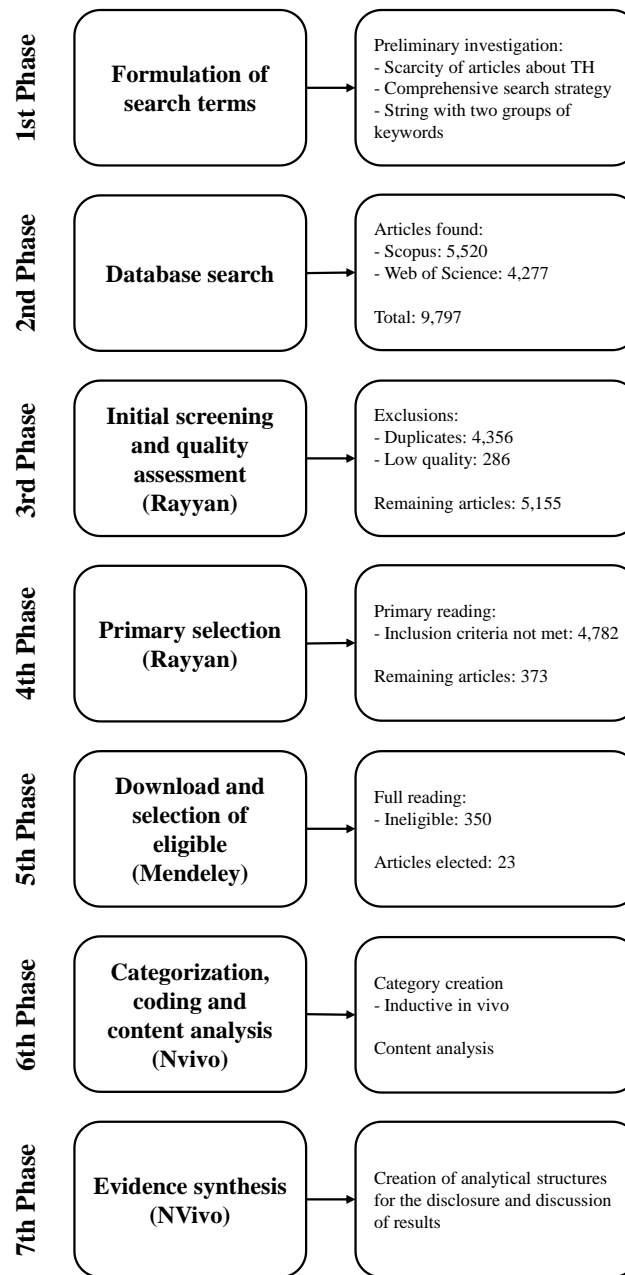 1st Phase
Formulation of
search terms
Preliminary investigation:
- Scarcity of articles about TH
- Comprehensive search strategy
- String with two groups of
keywords
2nd Phase
Database search
Articles found:
- Scopus: 5,520
- Web of Science: 4,277
Total: 9,797
3rd Phase
Initial screening
and quality
assessment
(Rayyan)
Exclusions:
- Duplicates: 4,356
- Low quality: 286
Remaining articles: 5,155
4th Phase
Primary selection
(Rayyan)
Primary reading:
- Inclusion criteria not met: 4,782
Remaining articles: 373
5th Phase
Download and
selection of
eligible
(Mendeley)
Full reading:
- Ineligible: 350
Articles elected: 23
6th Phase
Categorization,
coding and
content analysis
(Nvivo)
Category creation
- Inductive in vivo
Content analysis
7th Phase
Evidence synthesis
(NVivo)
Creation of analytical structures
for the disclosure and discussion
of results